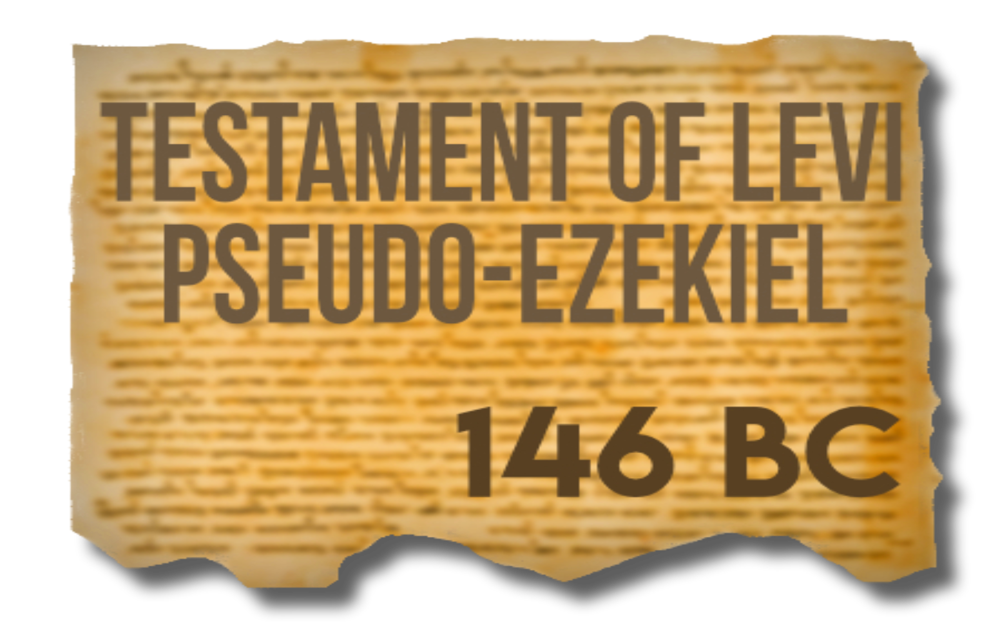 TESTAMENT OF LEVI
PSEUDO-EZEKIEL
146 BC